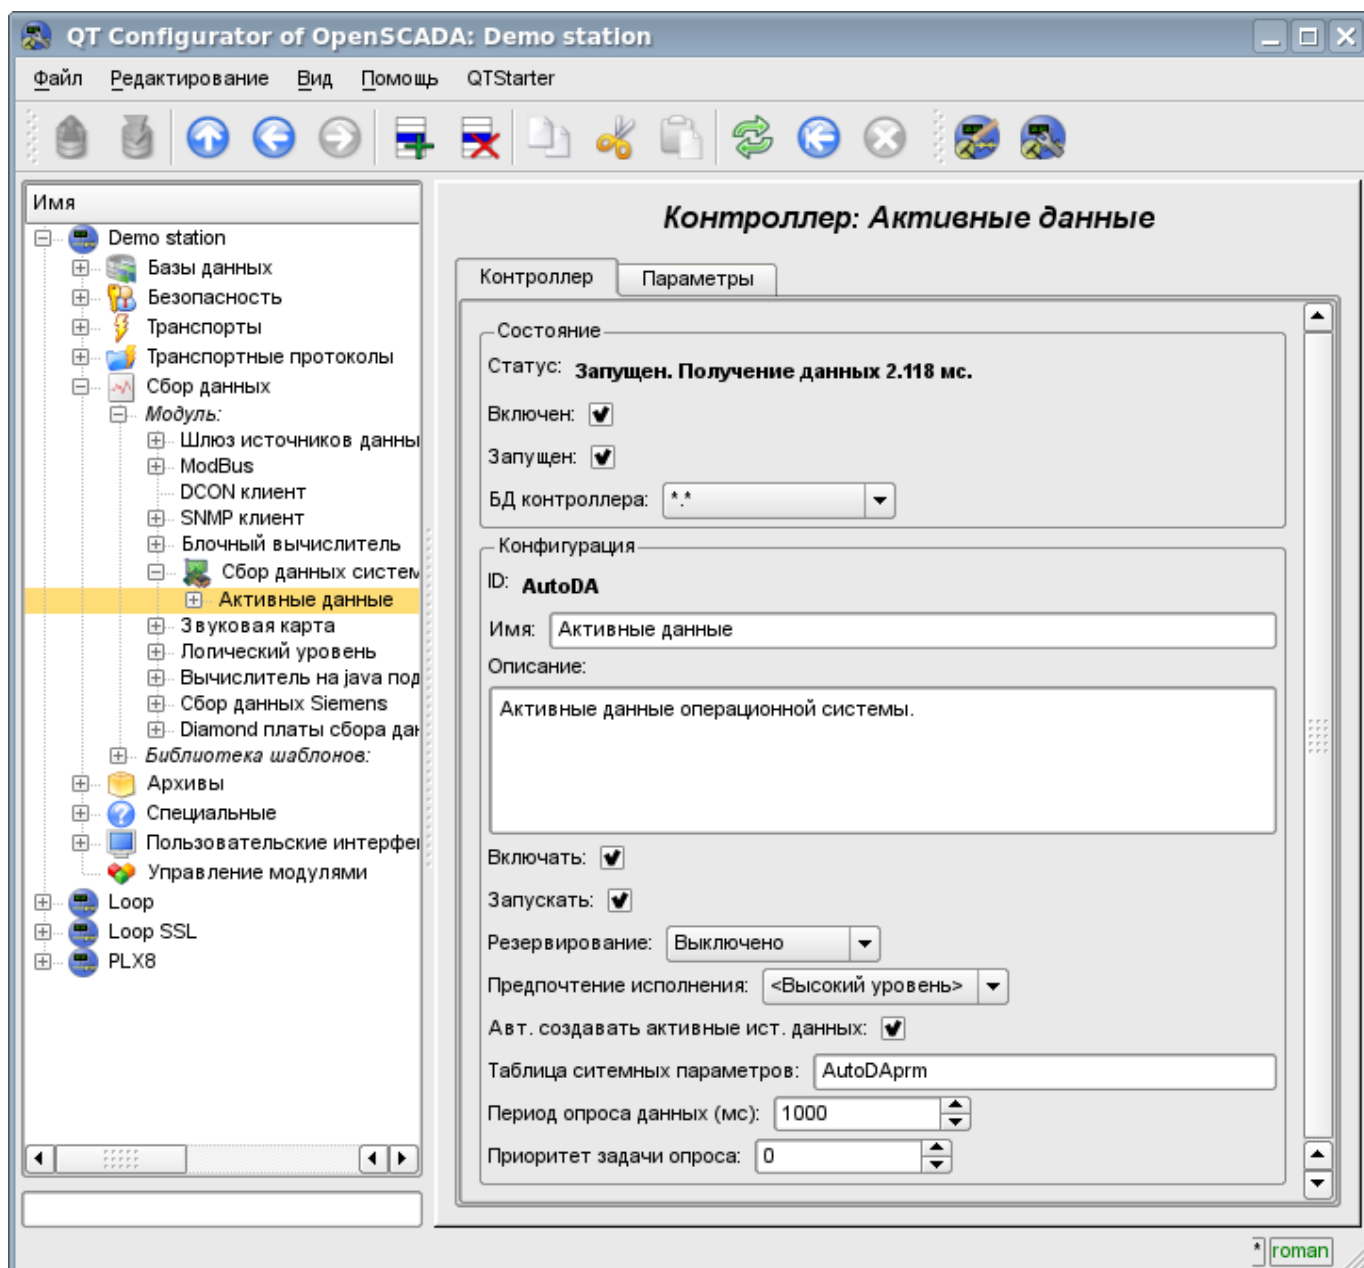 QT Configurator of OpenSCADA: Demo station
Файл Редактирование Вид Помощь QTStarter
Имя
Demo station
Базы данных
Безопасность
Транспорты
Транспортные протоколы
Сбор данных
Модуль:
Шлюз источников данны
ModBus
DCON клиент
SNMP клиент
Блочный вычислитель
Сбор данных систем
Активные данные
Звуковая карта
Логический уровень
Вычислитель на java под
Сбор данных Siemens
Diamond платы сбора дан
Библиотека шаблонов:
Архивы
Специальные
Пользовательские интерфе
Управление модулями
Loop
Loop SSL
PLX8
Контроллер: Активные данные
Контроллер Параметры
Состояние
Статус: Запущен. Получение данных 2.118 мс.
Включен:
Запущен:
БД контроллера: *.*
Конфигурация
ID: AutoDA
Имя: Активные данные
Описание:
Активные данные операционной системы.
Включать:
Запускать:
Резервирование: Выключено
Предпочтение исполнения: <Высокий уровень>
Авт. создавать активные ист. данных:
Таблица ситемных параметров: AutoDAprm
Период опроса данных (мс): 1000
Приоритет задачи опроса: 0
* roman